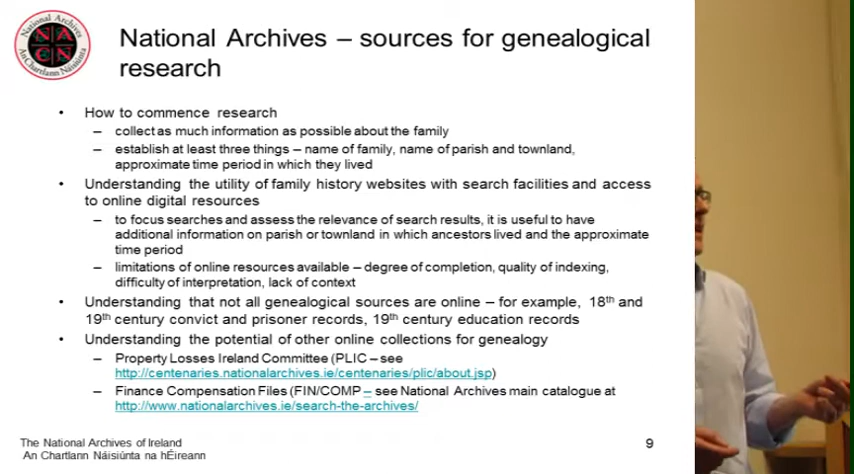 National Archives
N A
C N
An Chartlann Náisiúnta
National Archives – sources for genealogical
research
• How to commence research
– collect as much information as possible about the family
– establish at least three things – name of family, name of parish and townland,
approximate time period in which they lived
• Understanding the utility of family history websites with search facilities and access
to online digital resources
– to focus searches and assess the relevance of search results, it is useful to have
additional information on parish or townland in which ancestors lived and the approximate
time period
– limitations of online resources available – degree of completion, quality of indexing,
difficulty of interpretation, lack of context
• Understanding that not all genealogical sources are online – for example, 18th and
19th century convict and prisoner records, 19th century education records
• Understanding the potential of other online collections for genealogy
– Property Losses Ireland Committee (PLIC – see
http://centenaries.nationalarchives.ie/centenaries/plic/about.jsp)
– Finance Compensation Files (FIN/COMP – see National Archives main catalogue at
http://www.nationalarchives.ie/search-the-archives/
The National Archives of Ireland
An Chartlann Náisiúnta na hÉireann
9